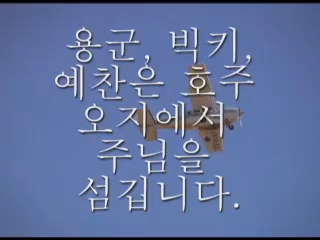 용군, 빅키,
예찬은 호주
오지에서
주님을
섬깁니다.